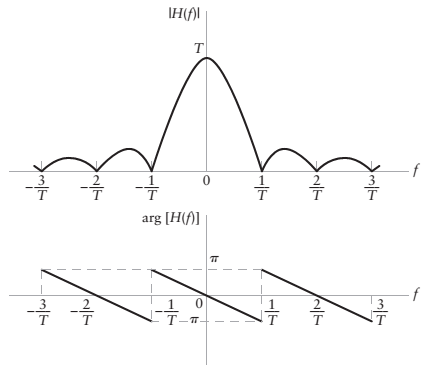 |H(f)|
T
-3/T -2/T -1/T 0 1/T 2/T 3/T f
arg [H(f)]
π
-3/T -2/T -1/T 0 1/T 2/T 3/T f
π